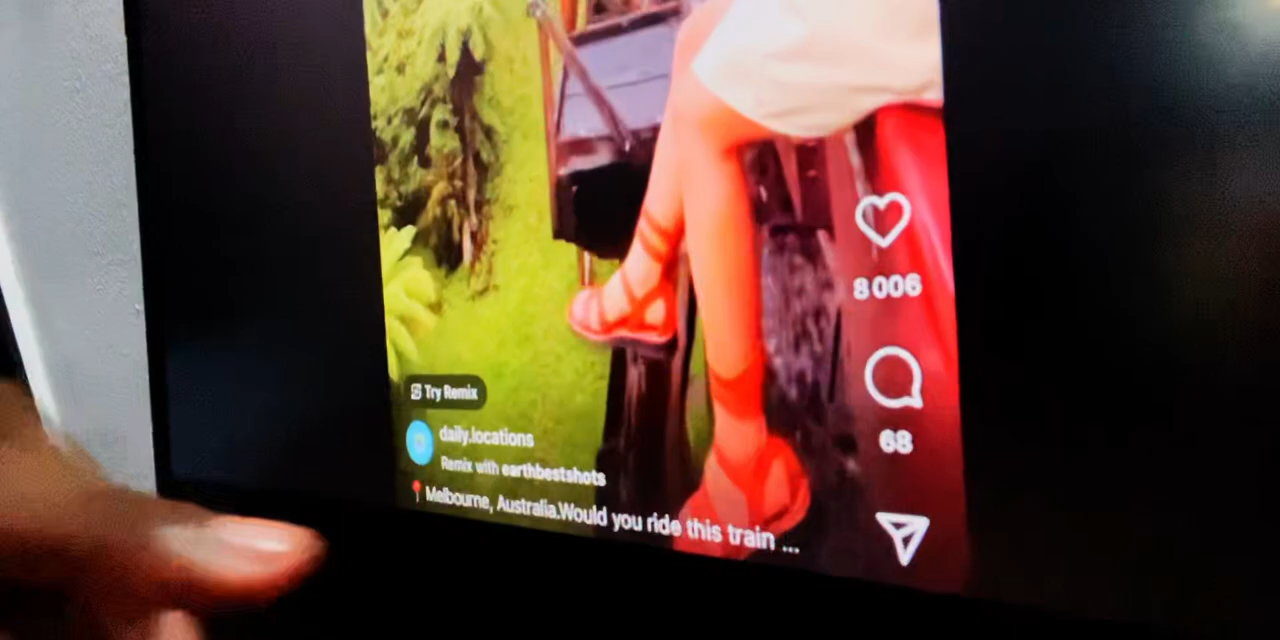 8 006
68
Try Remix
daily.locations
Remix with earthbestshots
Melbourne, Australia.Would you ride this train ...